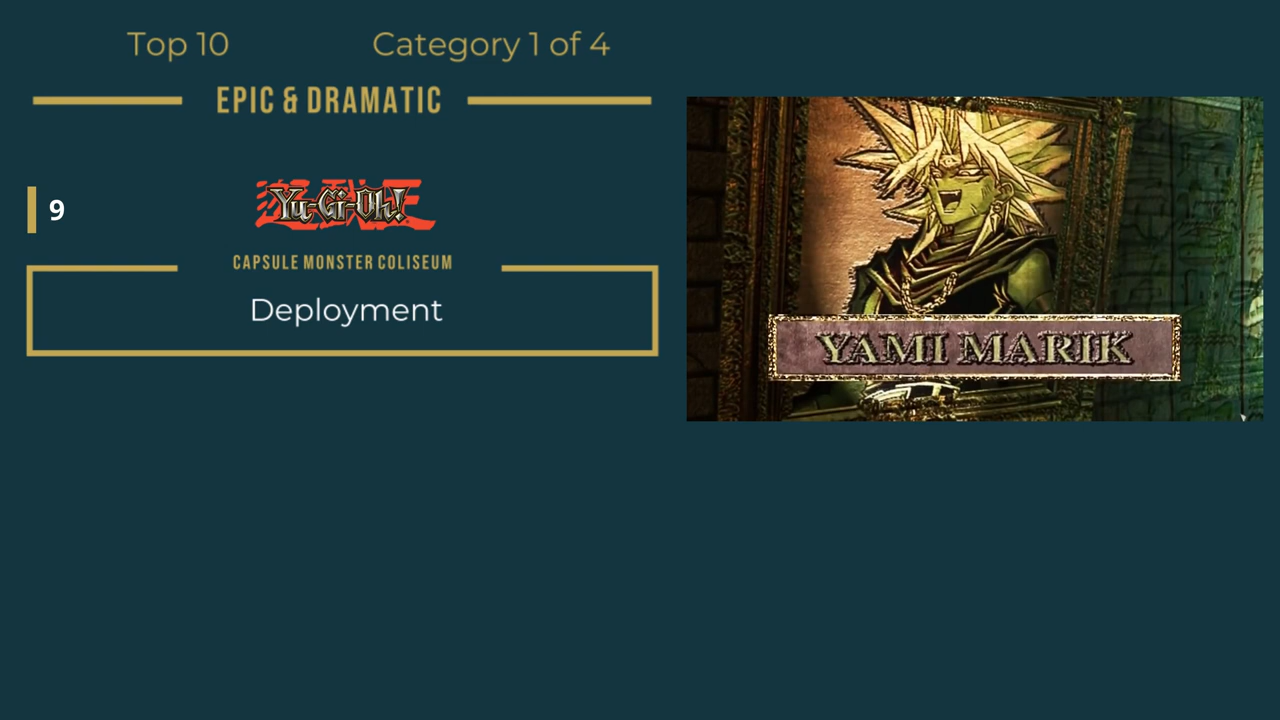 Top 10
Category 1 of 4
EPIC & DRAMATIC
9
Yu-Gi-Oh!
CAPSULE MONSTER COLISEUM
Deployment
YAMI MARIK